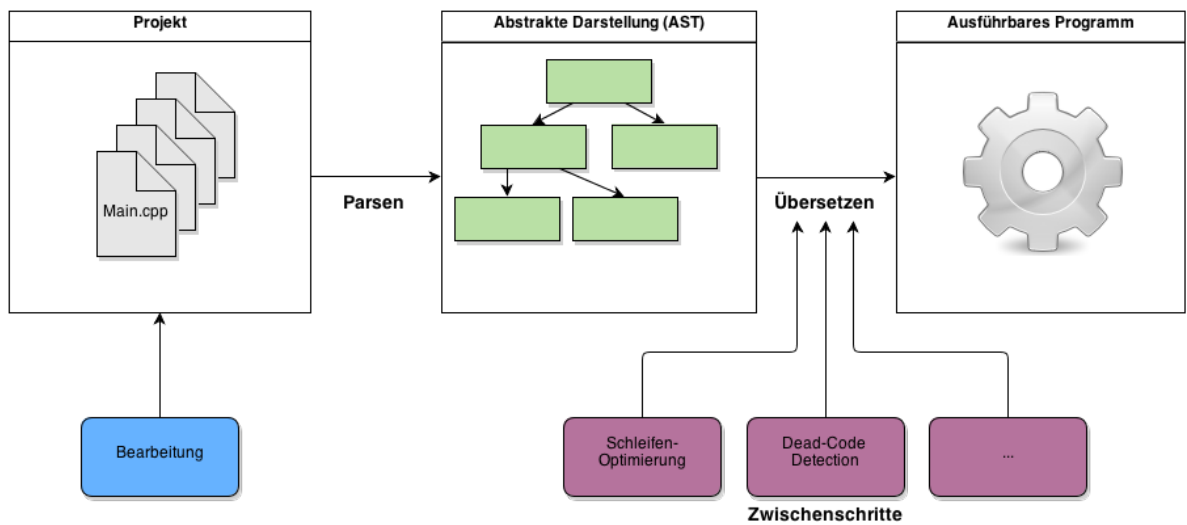 Projekt
Abstrakte Darstellung (AST)
Ausführbares Programm
Main.cpp
Parsen
Übersetzen
Bearbeitung
Schleifen-
Optimierung
Dead-Code
Detection
...
Zwischenschritte